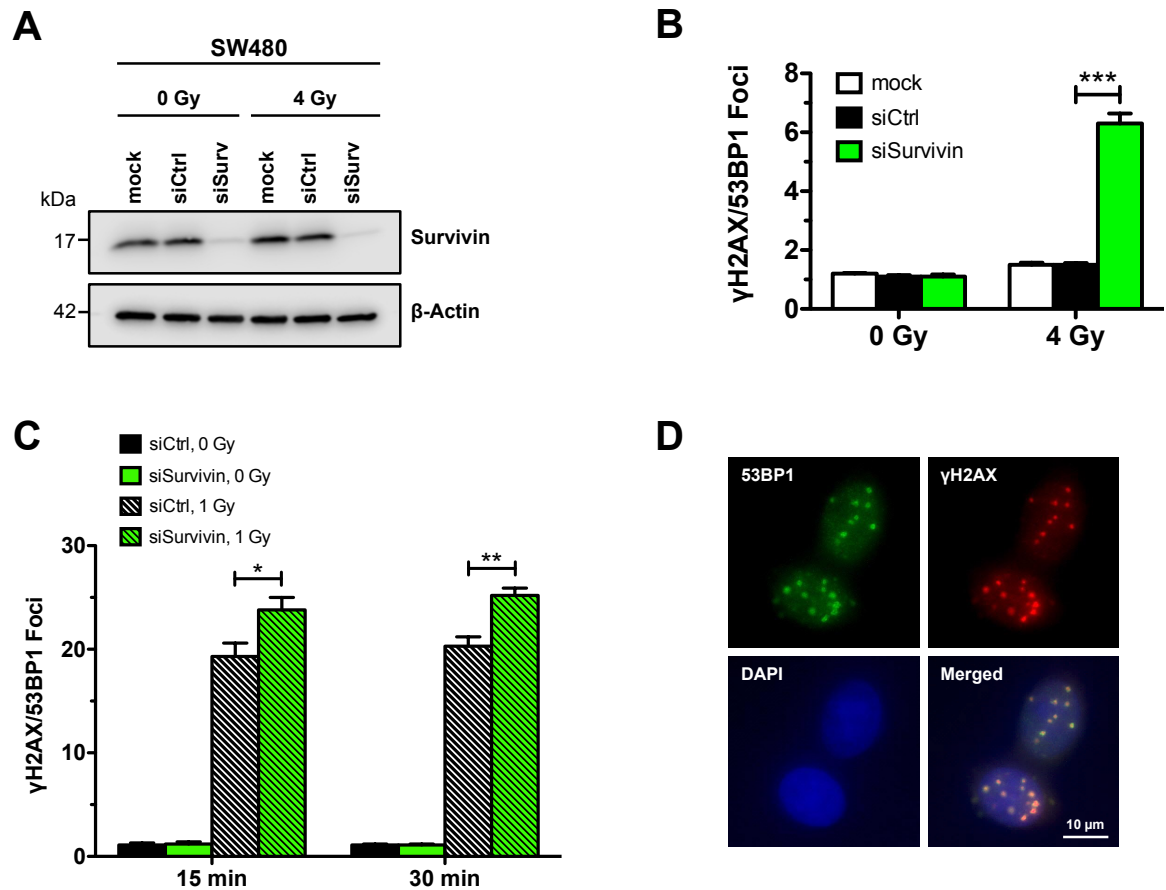 A
SW480
0 Gy 4 Gy
mock siCtrl siSurv mock siCtrl siSurv
kDa
17 Survivin
42 β-Actin
B
γH2AX/53BP1 Foci
8
6
4
2
0
mock
siCtrl
siSurvivin
***
0 Gy 4 Gy
C
siCtrl, 0 Gy
siSurvivin, 0 Gy
siCtrl, 1 Gy
siSurvivin, 1 Gy
γH2AX/53BP1 Foci
30
20
10
0
* **
15 min 30 min
D
53BP1 γH2AX
DAPI Merged
10 µm